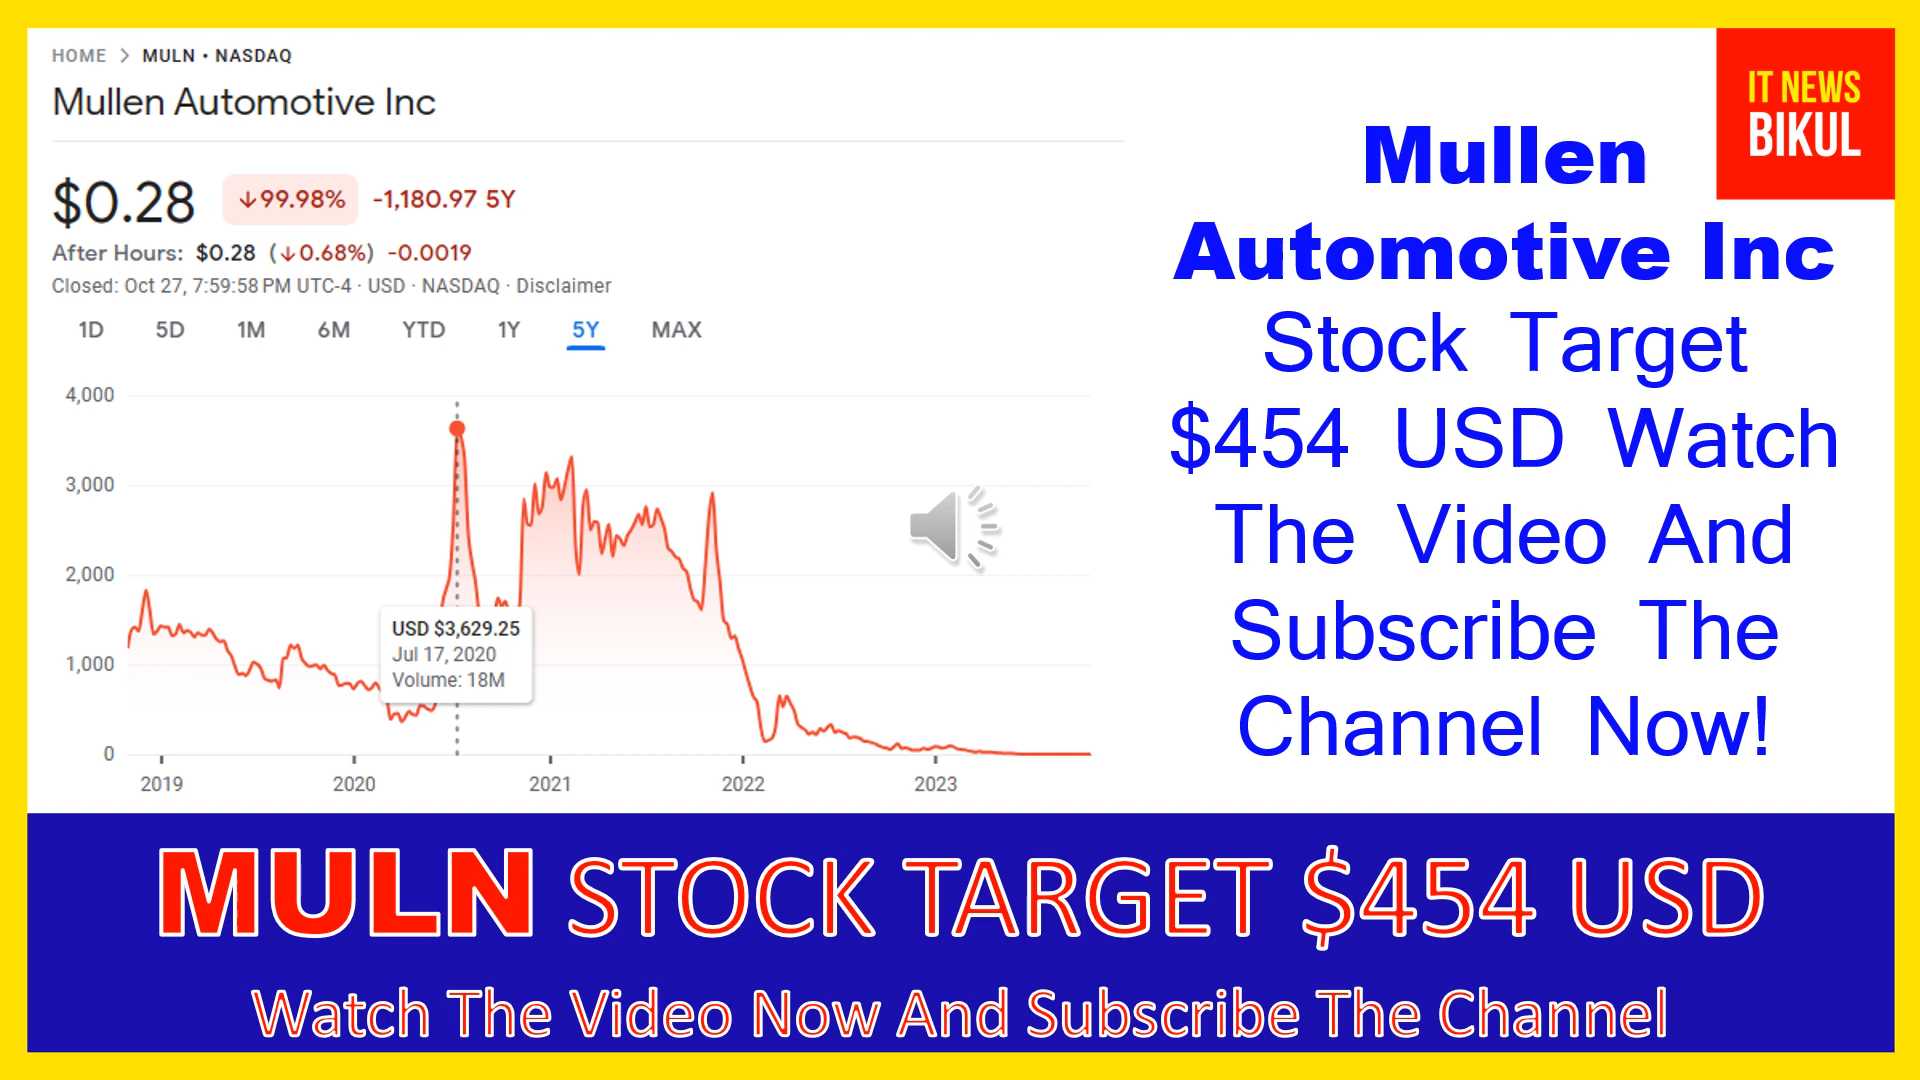 HOME > MULN • NASDAQ
Mullen Automotive Inc
$0.28 ↓99.98% -1,180.97 5Y
After Hours: $0.28 (↓0.68%) -0.0019
Closed: Oct 27, 7:59:58 PM UTC-4 · USD · NASDAQ · Disclaimer
1D 5D 1M 6M YTD 1Y 5Y MAX
4,000
3,000
2,000
1,000
0
USD $3,629.25
Jul 17, 2020
Volume: 18M
2019 2020 2021 2022 2023
IT NEWS
BIKUL
Mullen
Automotive Inc
Stock Target
$454 USD Watch
The Video And
Subscribe The
Channel Now!
MULN STOCK TARGET $454 USD
Watch The Video Now And Subscribe The Channel